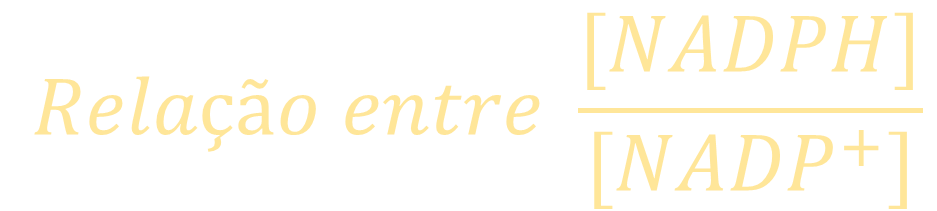 Relação entre [NADPH]
[NADP⁺]